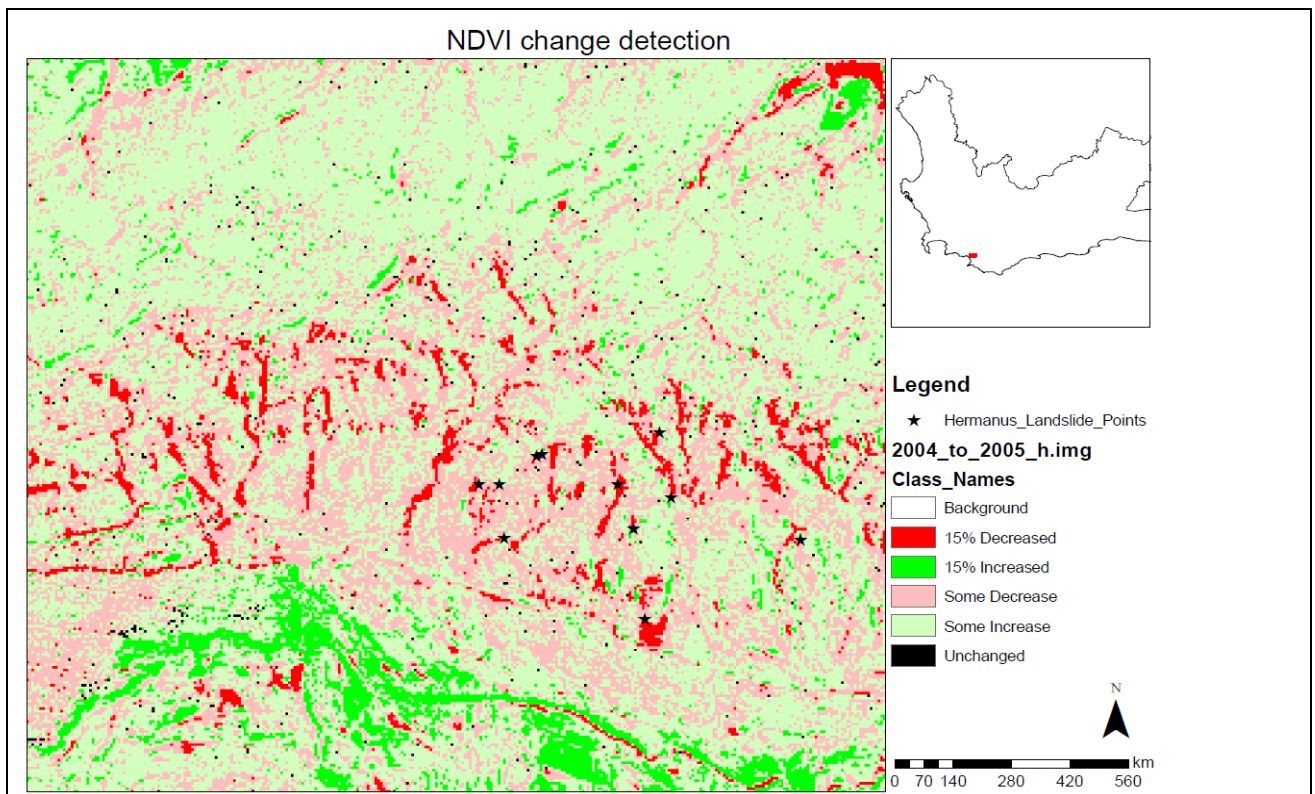 NDVI change detection
Legend
Hermanus_Landslide_Points
2004_to_2005_h.img
Class_Names
Background
15% Decreased
15% Increased
Some Decrease
Some Increase
Unchanged
N
km
0 70 140 280 420 560